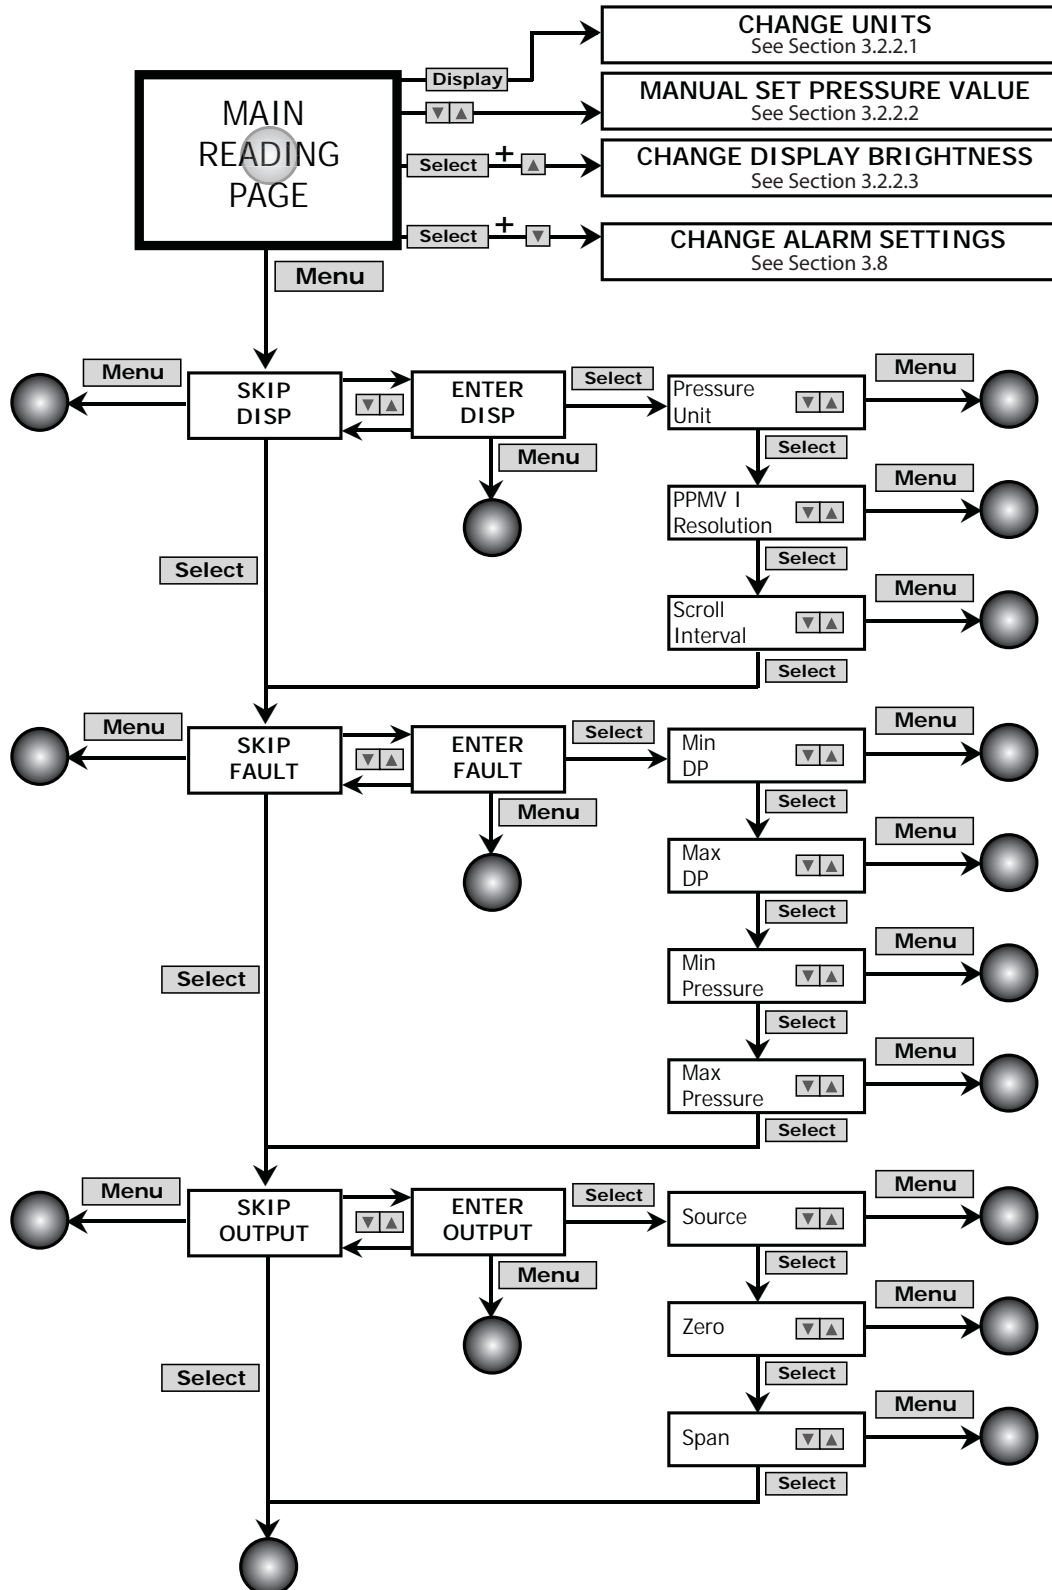 CHANGE UNITS
See Section 3.2.2.1
Display
MAIN
READING
PAGE
MANUAL SET PRESSURE VALUE
See Section 3.2.2.2
▼ ▲
CHANGE DISPLAY BRIGHTNESS
See Section 3.2.2.3
Select + ▲
CHANGE ALARM SETTINGS
See Section 3.8
Select + ▼
Menu
Menu
SKIP
DISP
▼ ▲
ENTER
DISP
Select
Menu
Pressure
Unit
▼ ▲
Menu
Select
PPMV I
Resolution
▼ ▲
Menu
Select
Select
Scroll
Interval
▼ ▲
Menu
Select
Menu
SKIP
FAULT
▼ ▲
ENTER
FAULT
Select
Menu
Min
DP
▼ ▲
Menu
Select
Max
DP
▼ ▲
Menu
Select
Select
Min
Pressure
▼ ▲
Menu
Select
Max
Pressure
▼ ▲
Menu
Select
Menu
SKIP
OUTPUT
▼ ▲
ENTER
OUTPUT
Select
Menu
Source
▼ ▲
Menu
Select
Zero
▼ ▲
Menu
Select
Select
Span
▼ ▲
Menu
Select